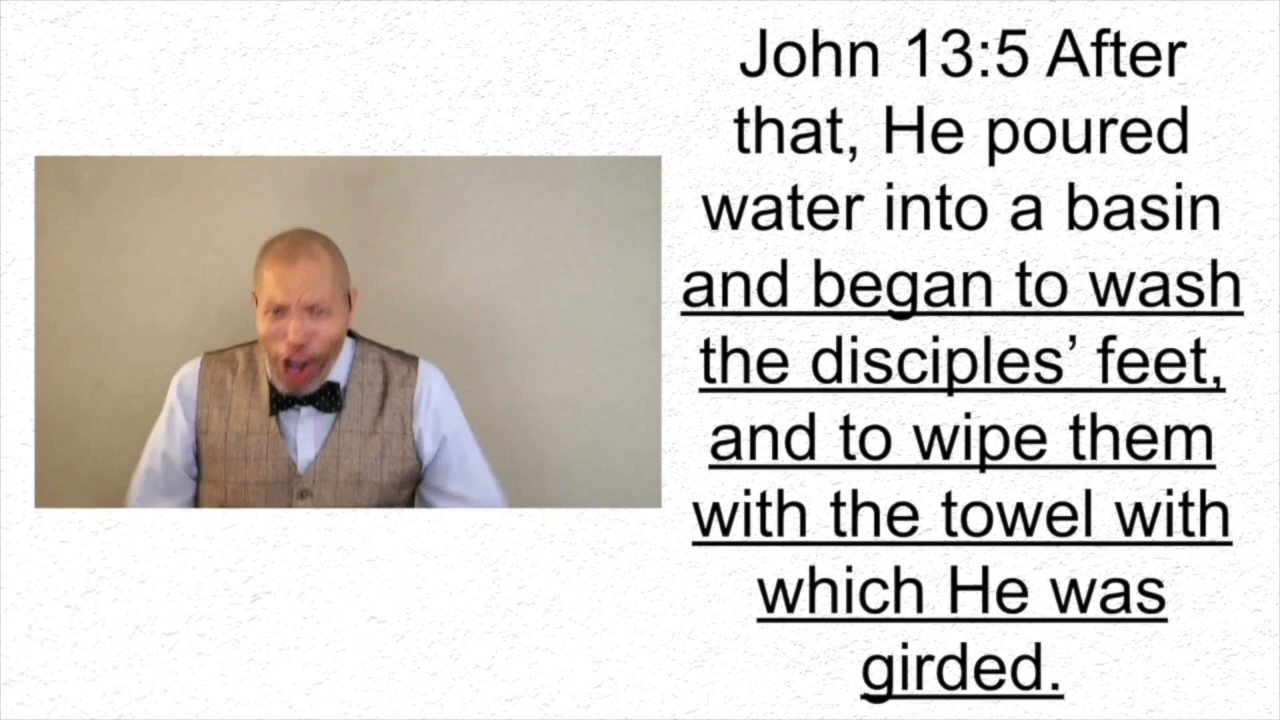 John 13:5 After
that, He poured
water into a basin
and began to wash
the disciples’ feet,
and to wipe them
with the towel with
which He was
girded.